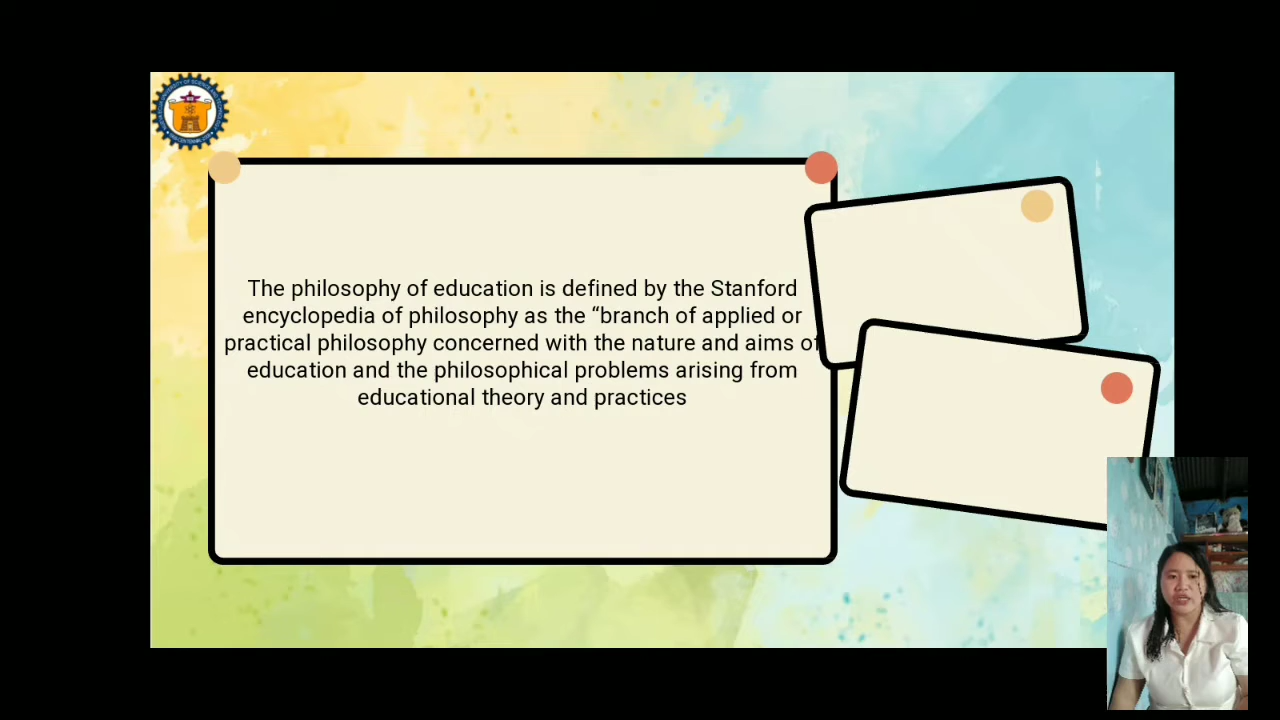 The philosophy of education is defined by the Stanford
encyclopedia of philosophy as the “branch of applied or
practical philosophy concerned with the nature and aims of
education and the philosophical problems arising from
educational theory and practices